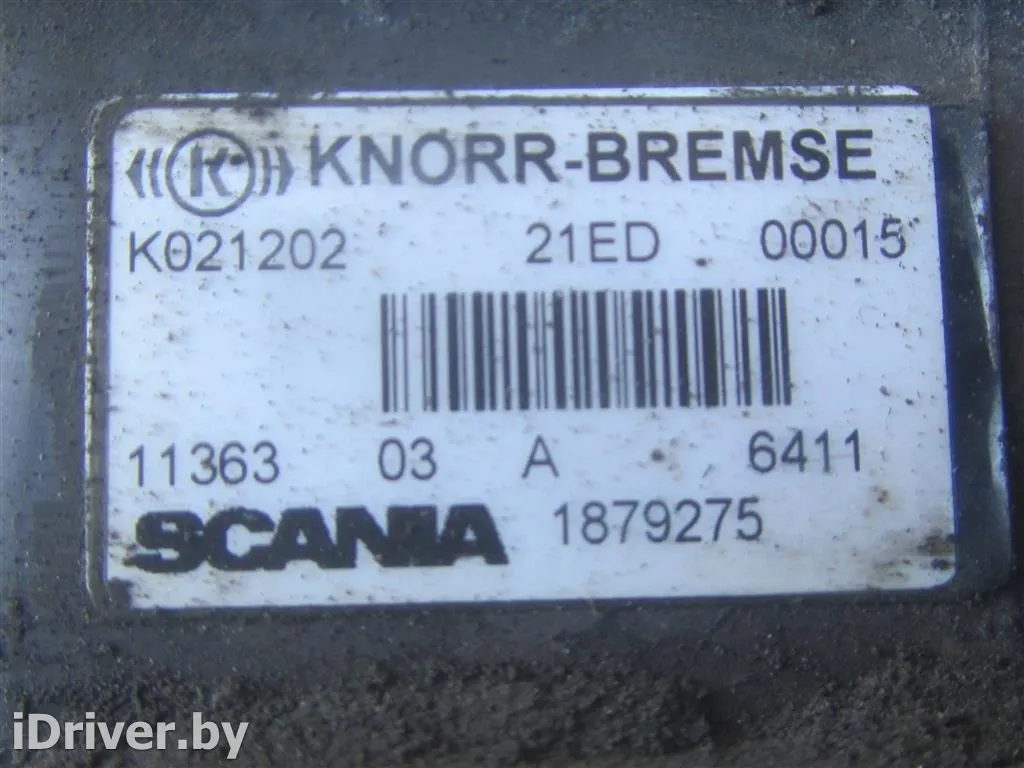 ((K)) KNORR-BREMSE
K021202 21ED 00015
11363 03 A 6411
SCANIA 1879275
iDriver.by